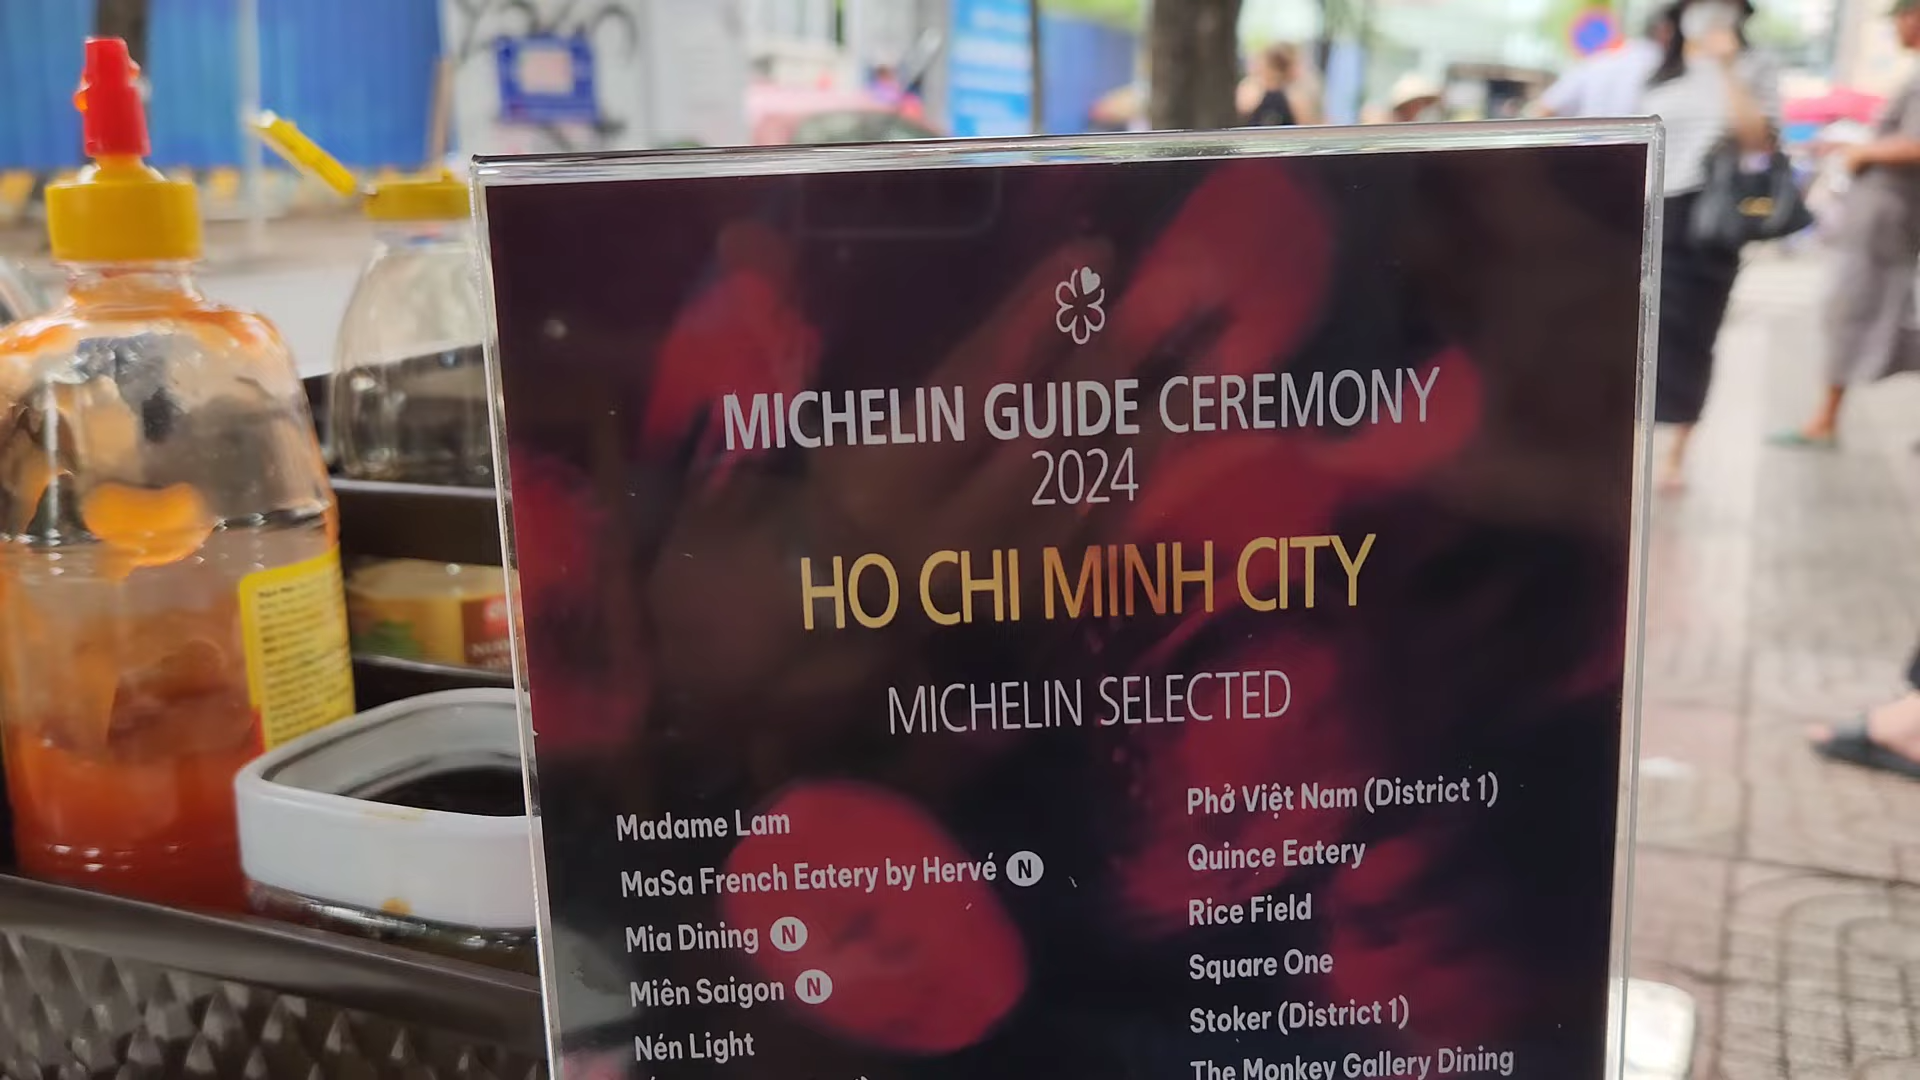 MICHELIN GUIDE CEREMONY
2024
HO CHI MINH CITY
MICHELIN SELECTED
Madame Lam
MaSa French Eatery by Hervé N
Mia Dining N
Miên Saigon N
Nén Light
Phở Việt Nam (District 1)
Quince Eatery
Rice Field
Square One
Stoker (District 1)
The Monkey Gallery Dining